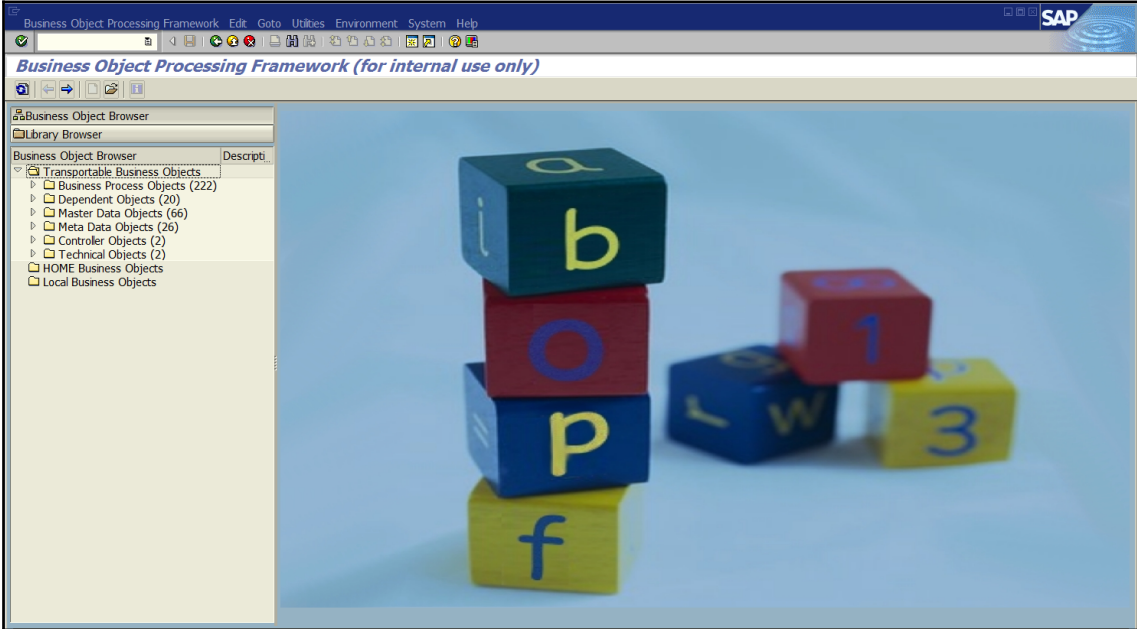 Business Object Processing Framework Edit Goto Utilities Environment System Help
SAP
Business Object Processing Framework (for internal use only)
Business Object Browser
Library Browser
Business Object Browser Descripti...
Transportable Business Objects
Business Process Objects (222)
Dependent Objects (20)
Master Data Objects (66)
Meta Data Objects (26)
Controller Objects (2)
Technical Objects (2)
HOME Business Objects
Local Business Objects
a
i b
o
p
f
8
1
w
3